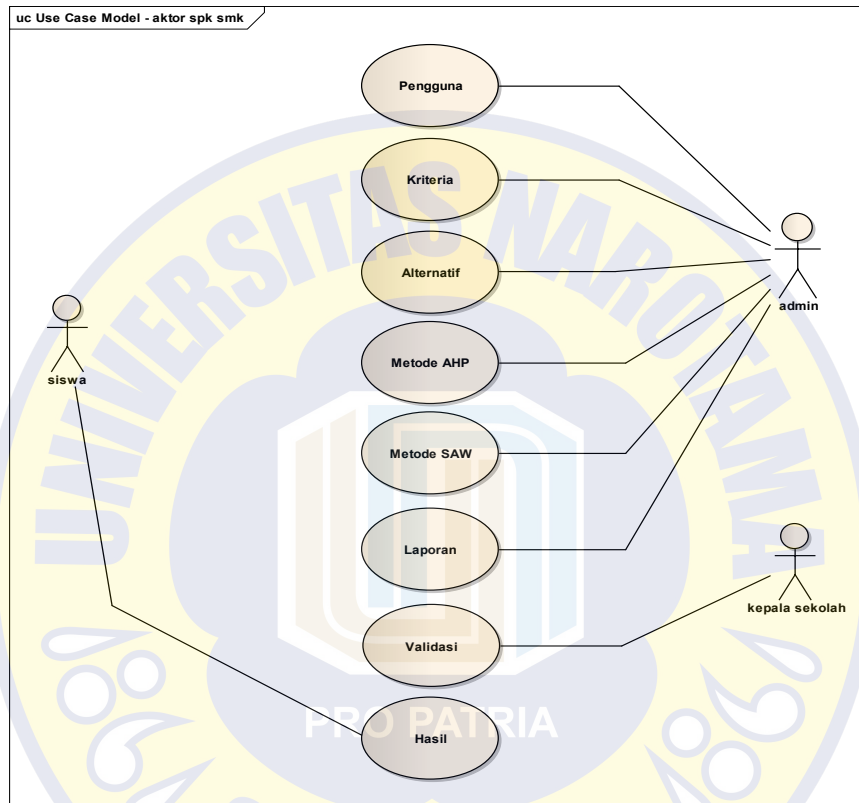 uc Use Case Model - aktor spk smk
Pengguna
Kriteria
Alternatif
Metode AHP
Metode SAW
Laporan
Validasi
Hasil
siswa
admin
kepala sekolah
UNIVERSITAS NAROTAMA
PRO PATRIA